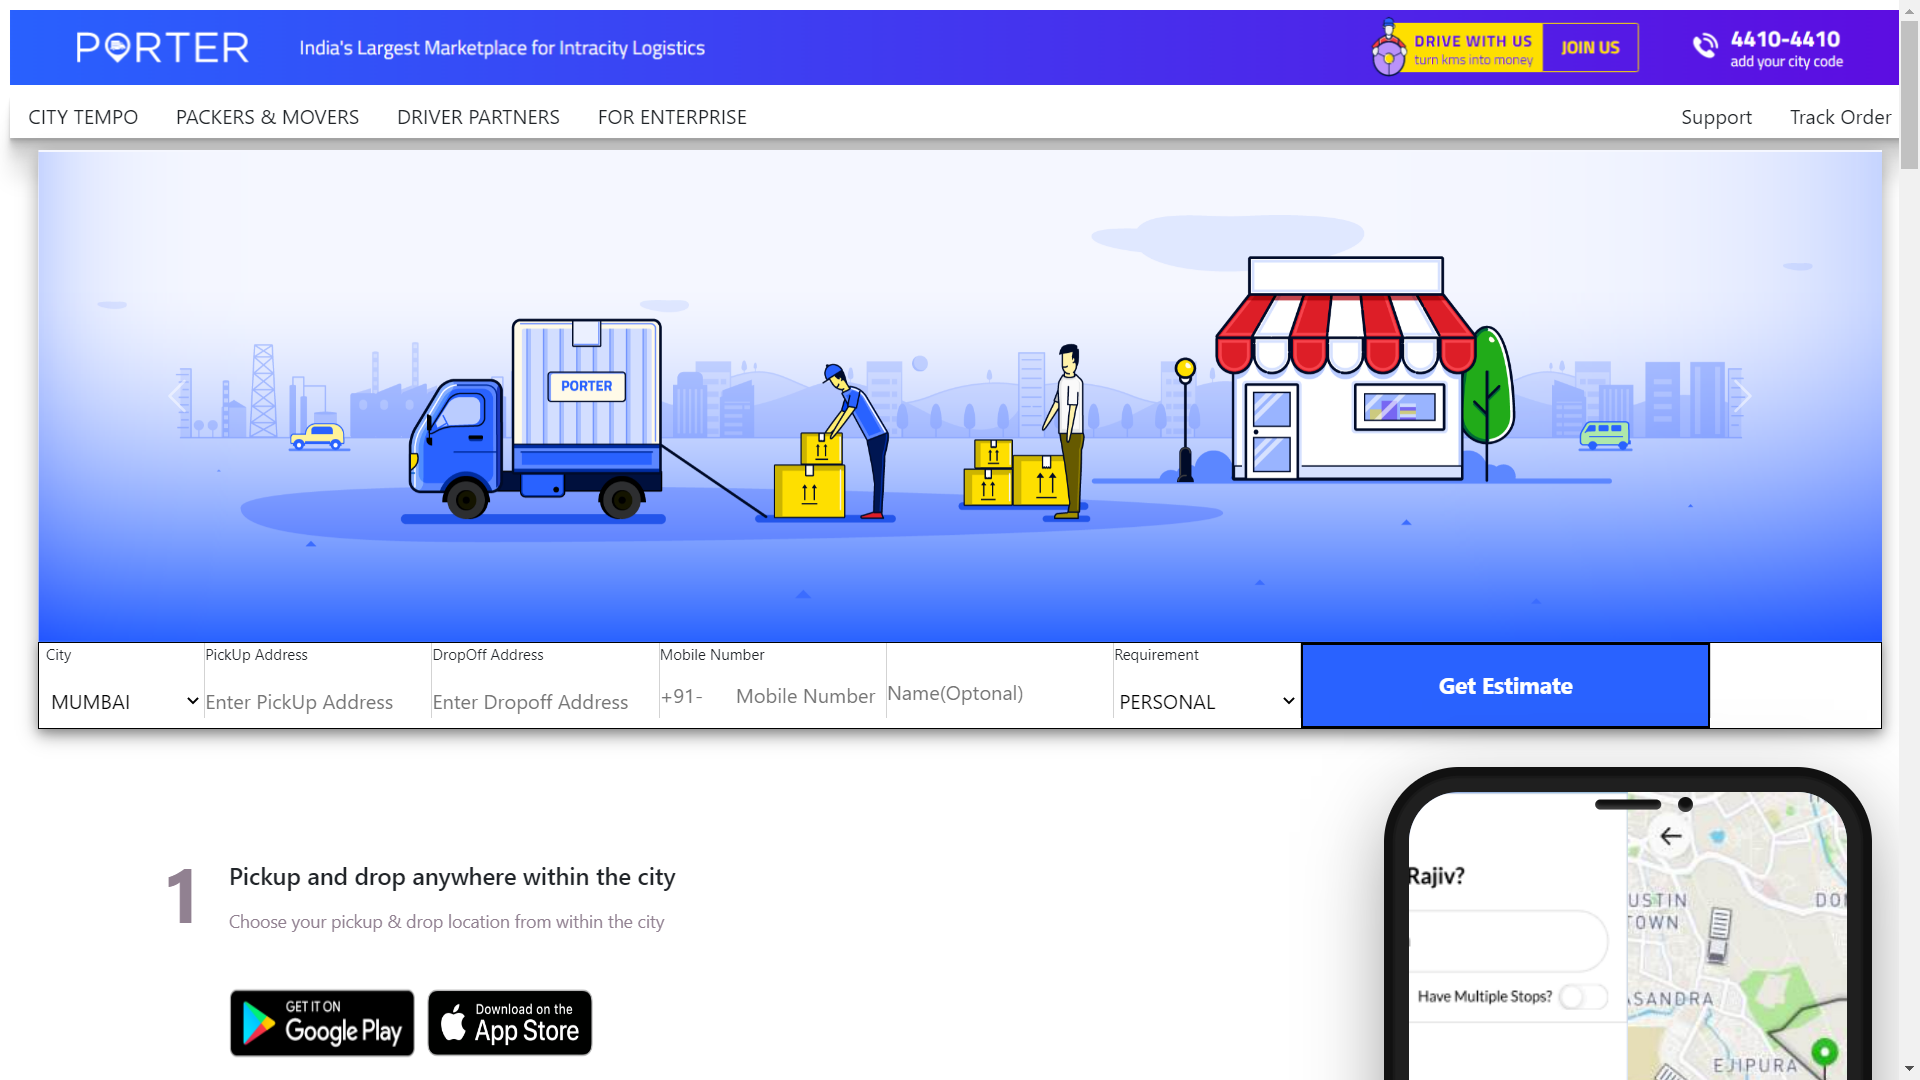 PORTER
India's Largest Marketplace for Intracity Logistics
DRIVE WITH US
turn kms into money
JOIN US
4410-4410
add your city code
CITY TEMPO
PACKERS & MOVERS
DRIVER PARTNERS
FOR ENTERPRISE
Support
Track Order
PORTER
City
MUMBAI
PickUp Address
Enter PickUp Address
DropOff Address
Enter Dropoff Address
Mobile Number
+91-
Mobile Number
Name(Optonal)
Requirement
PERSONAL
Get Estimate
1
Pickup and drop anywhere within the city
Choose your pickup & drop location from within the city
GET IT ON
Google Play
Download on the
App Store
Rajiv?
Have Multiple Stops?
USTIN
TOWN
DO
ASANDRA
EJIPURA